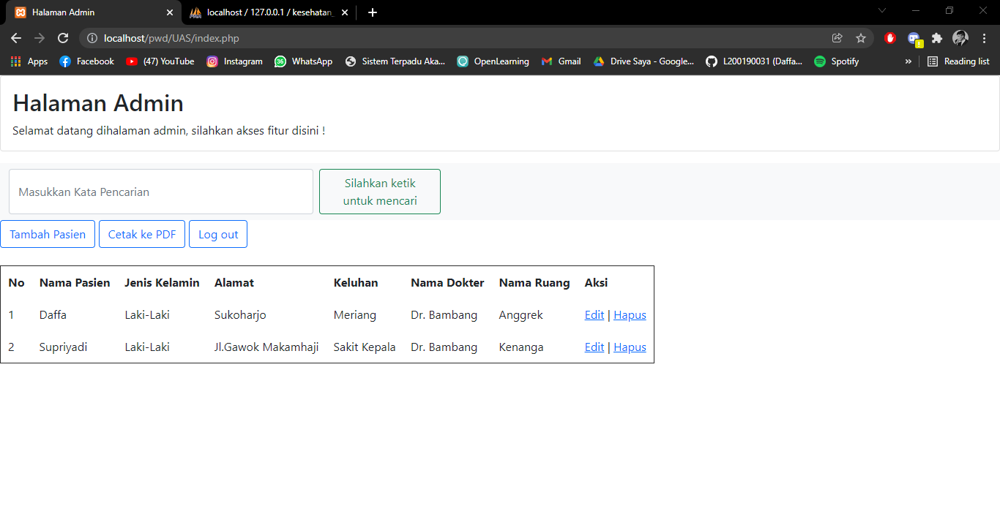 Halaman Admin
localhost / 127.0.0.1 / kesehatan_
localhost/pwd/UAS/index.php
Apps Facebook (47) YouTube Instagram 36 WhatsApp Sistem Terpadu Aka... OpenLearning Gmail Drive Saya - Google... L200190031 (Daffa... Spotify » Reading list
Halaman Admin
Selamat datang dihalaman admin, silahkan akses fitur disini !
Masukkan Kata Pencarian
Silahkan ketik
untuk mencari
Tambah Pasien Cetak ke PDF Log out
No Nama Pasien Jenis Kelamin Alamat Keluhan Nama Dokter Nama Ruang Aksi
1 Daffa Laki-Laki Sukoharjo Meriang Dr. Bambang Anggrek Edit | Hapus
2 Supriyadi Laki-Laki Jl.Gawok Makamhaji Sakit Kepala Dr. Bambang Kenanga Edit | Hapus